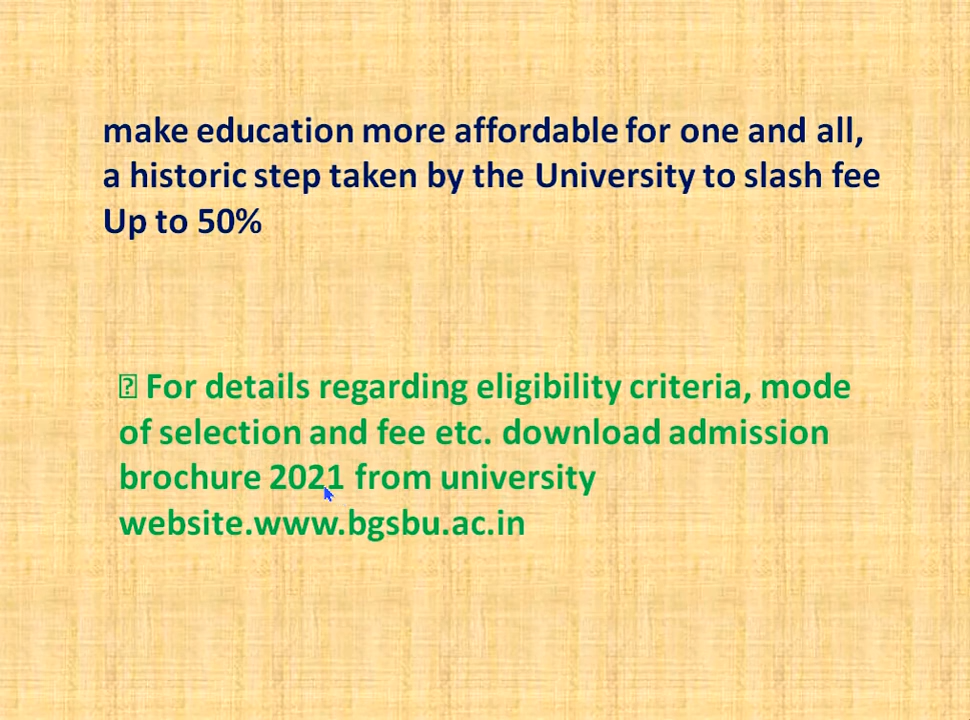 make education more affordable for one and all,
a historic step taken by the University to slash fee
Up to 50%
⍰ For details regarding eligibility criteria, mode
of selection and fee etc. download admission
brochure 2021 from university
website.www.bgsbu.ac.in